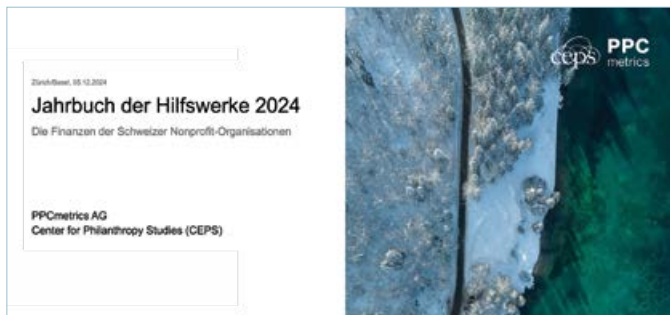 Zürich/Basel, 05.12.2024
Jahrbuch der Hilfswerke 2024
Die Finanzen der Schweizer Nonprofit-Organisationen
PPCmetrics AG
Center for Philanthropy Studies (CEPS)
ceps PPC
metrics